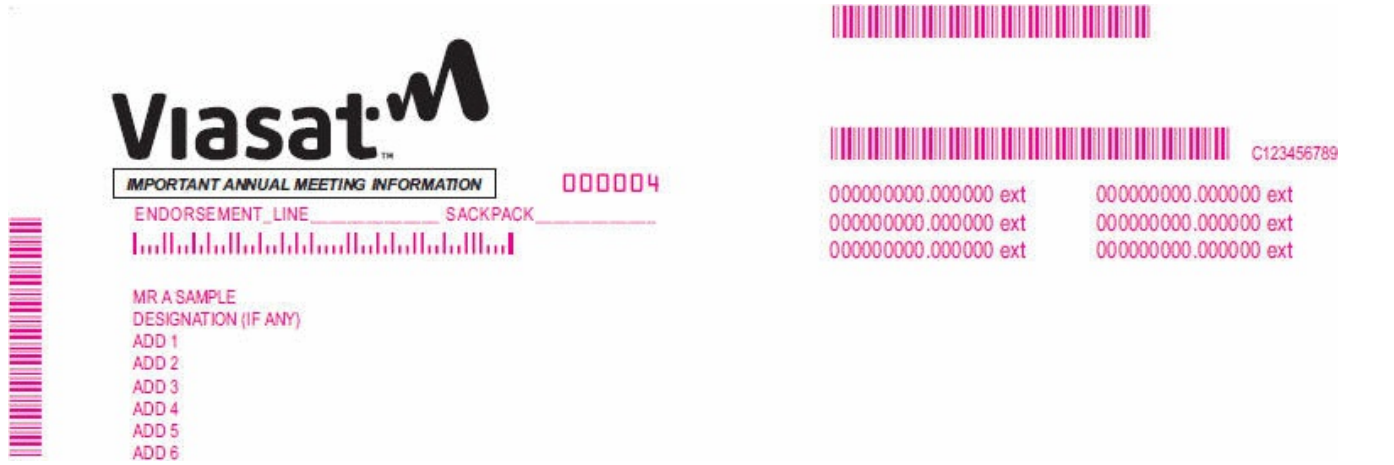 Viasat™
IMPORTANT ANNUAL MEETING INFORMATION
000004
ENDORSEMENT_LINE______________ SACKPACK_____________
MR A SAMPLE
DESIGNATION (IF ANY)
ADD 1
ADD 2
ADD 3
ADD 4
ADD 5
ADD 6
C123456789
000000000.000000 ext 000000000.000000 ext
000000000.000000 ext 000000000.000000 ext
000000000.000000 ext 000000000.000000 ext